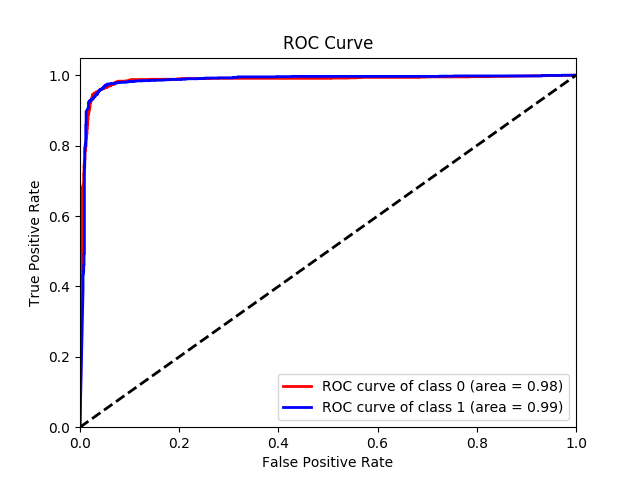 ROC Curve
1.0
0.8
0.6
0.4
0.2
0.0
True Positive Rate
ROC curve of class 0 (area = 0.98)
ROC curve of class 1 (area = 0.99)
0.0 0.2 0.4 0.6 0.8 1.0
False Positive Rate